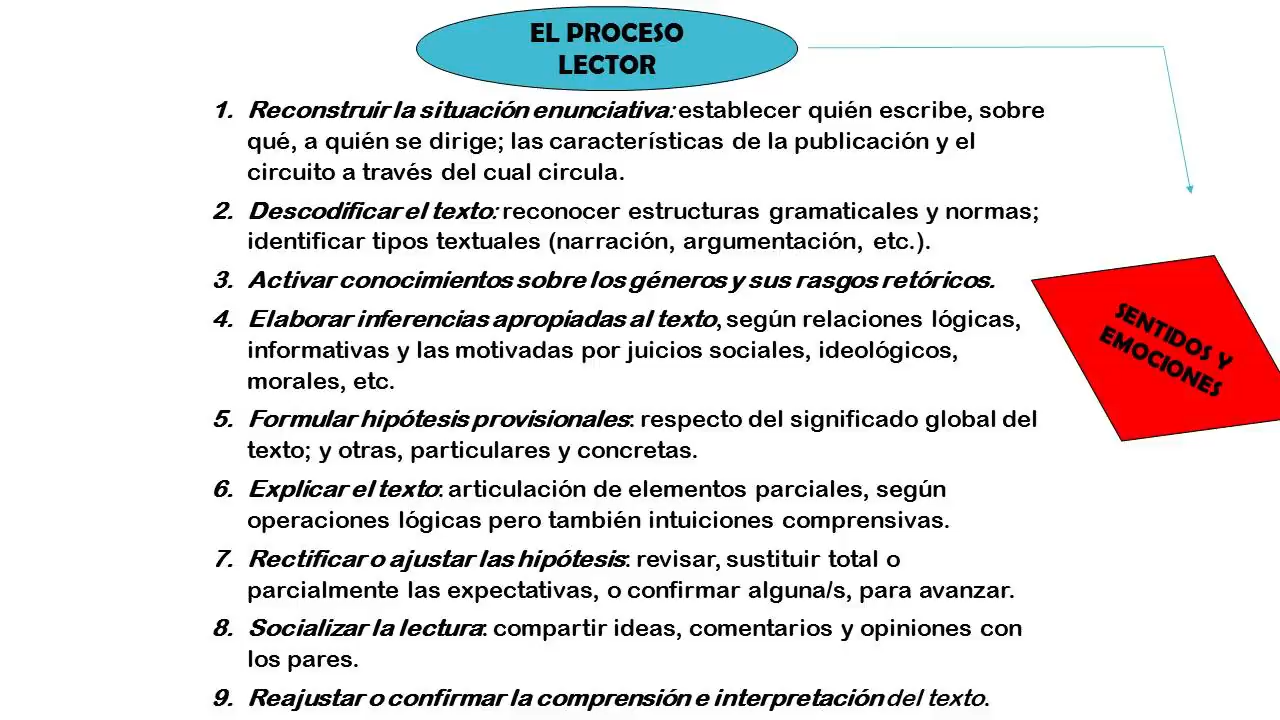 EL PROCESO
LECTOR
1. Reconstruir la situación enunciativa: establecer quién escribe, sobre
qué, a quién se dirige; las características de la publicación y el
circuito a través del cual circula.
2. Descodificar el texto: reconocer estructuras gramaticales y normas;
identificar tipos textuales (narración, argumentación, etc.).
3. Activar conocimientos sobre los géneros y sus rasgos retóricos.
4. Elaborar inferencias apropiadas al texto, según relaciones lógicas,
informativas y las motivadas por juicios sociales, ideológicos,
morales, etc.
5. Formular hipótesis provisionales: respecto del significado global del
texto; y otras, particulares y concretas.
6. Explicar el texto: articulación de elementos parciales, según
operaciones lógicas pero también intuiciones comprensivas.
7. Rectificar o ajustar las hipótesis: revisar, sustituir total o
parcialmente las expectativas, o confirmar alguna/s, para avanzar.
8. Socializar la lectura: compartir ideas, comentarios y opiniones con
los pares.
9. Reajustar o confirmar la comprensión e interpretación del texto.
SENTIDOS Y
EMOCIONES